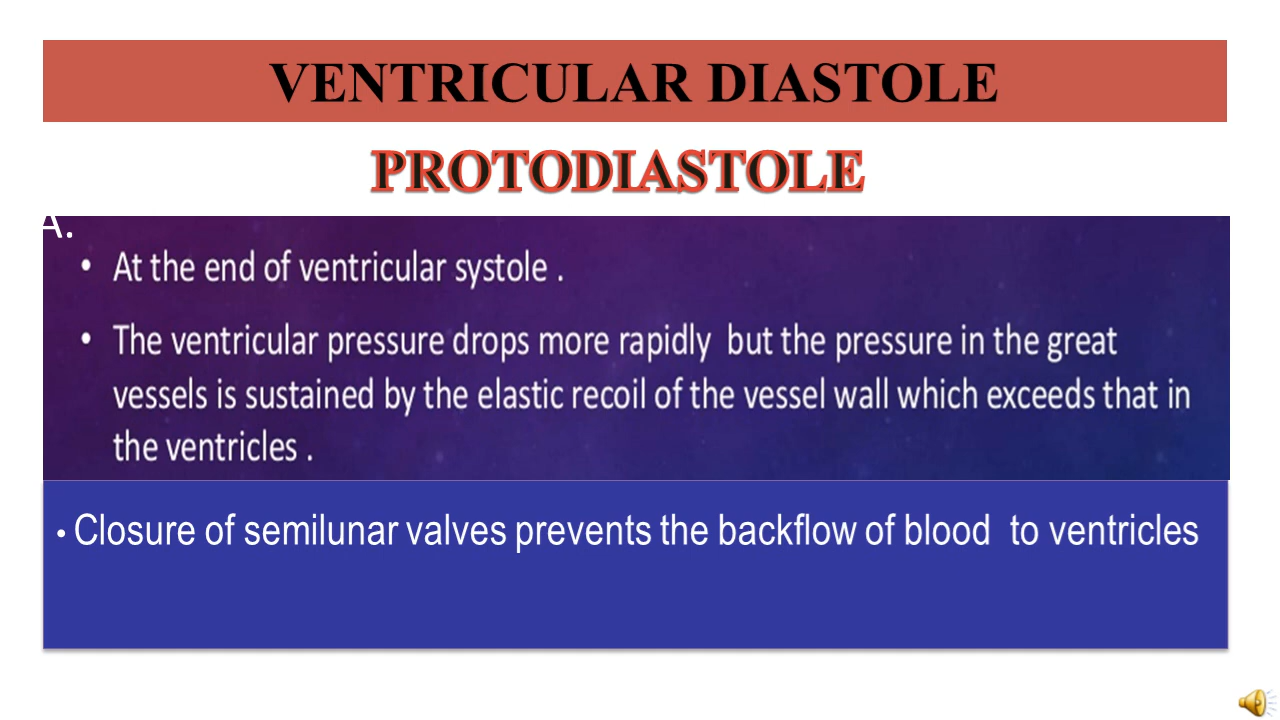 VENTRICULAR DIASTOLE
PROTODIASTOLE
A.
• At the end of ventricular systole .
• The ventricular pressure drops more rapidly but the pressure in the great
vessels is sustained by the elastic recoil of the vessel wall which exceeds that in
the ventricles .
• Closure of semilunar valves prevents the backflow of blood to ventricles